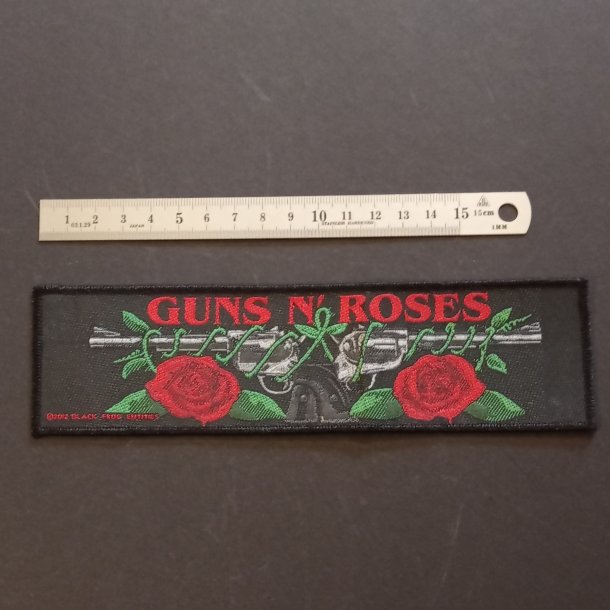 1 2 3 4 5 6 7 8 9 10 11 12 13 14 15 15cm
JAPAN STAINLESS HARDENED 1MM
GUNS N' ROSES
©2012 BLACK FROG ENTITIES